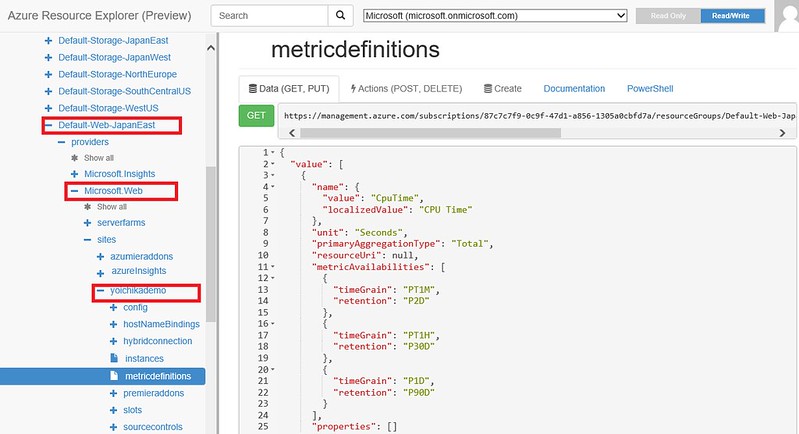 Azure Resource Explorer (Preview)
Search
Microsoft (microsoft.onmicrosoft.com)
Read Only
Read/Write
Default-Storage-JapanEast
Default-Storage-JapanWest
Default-Storage-NorthEurope
Default-Storage-SouthCentralUS
Default-Storage-WestUS
Default-Web-JapanEast
providers
Show all
Microsoft.Insights
Microsoft.Web
Show all
serverfarms
sites
azumieraddons
azureInsights
yoichikademo
config
hostNameBindings
hybridconnection
instances
metricdefinitions
premieraddons
slots
sourcecontrols
metricdefinitions
Data (GET, PUT)
Actions (POST, DELETE)
Create
Documentation
PowerShell
GET
https://management.azure.com/subscriptions/87c7c7f9-0c9f-47d1-a856-1305a0cbfd7a/resourceGroups/Default-Web-Jap
1 {
2 "value": [
3 {
4 "name": {
5 "value": "CpuTime",
6 "localizedValue": "CPU Time"
7 },
8 "unit": "Seconds",
9 "primaryAggregationType": "Total",
10 "resourceUri": null,
11 "metricAvailabilities": [
12 {
13 "timeGrain": "PT1M",
14 "retention": "P2D"
15 },
16 {
17 "timeGrain": "PT1H",
18 "retention": "P30D"
19 },
20 {
21 "timeGrain": "P1D",
22 "retention": "P90D"
23 }
24 ],
25 "properties": []